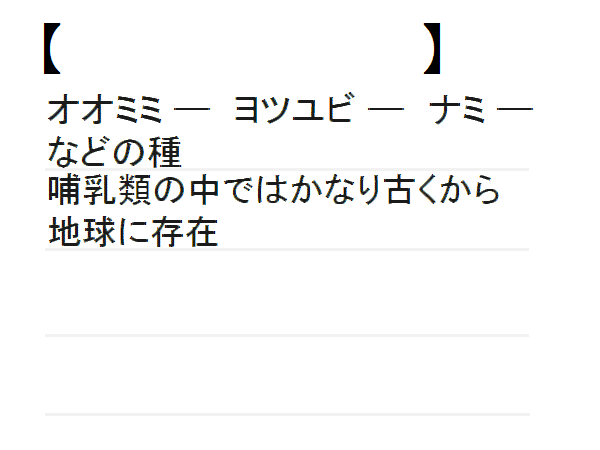 【 】
オオミミ ― ヨツユビ ― ナミ ―
などの種
哺乳類の中ではかなり古くから
地球に存在